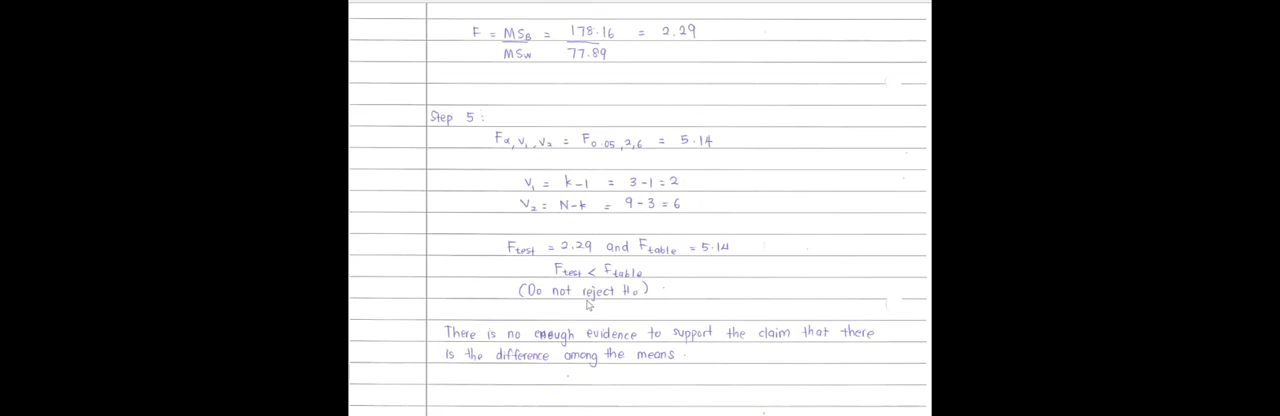 F = MSB = 178.16 = 2.29
MSW 77.89
Step 5 :
Fα, V1, V2 = F0.05, 2, 6 = 5.14
V1 = k-1 = 3-1 = 2
V2 = N-k = 9-3 = 6
Ftest = 2.29 and Ftable = 5.14
Ftest < Ftable
(Do not reject H0)
There is no enough evidence to support the claim that there
is the difference among the means.